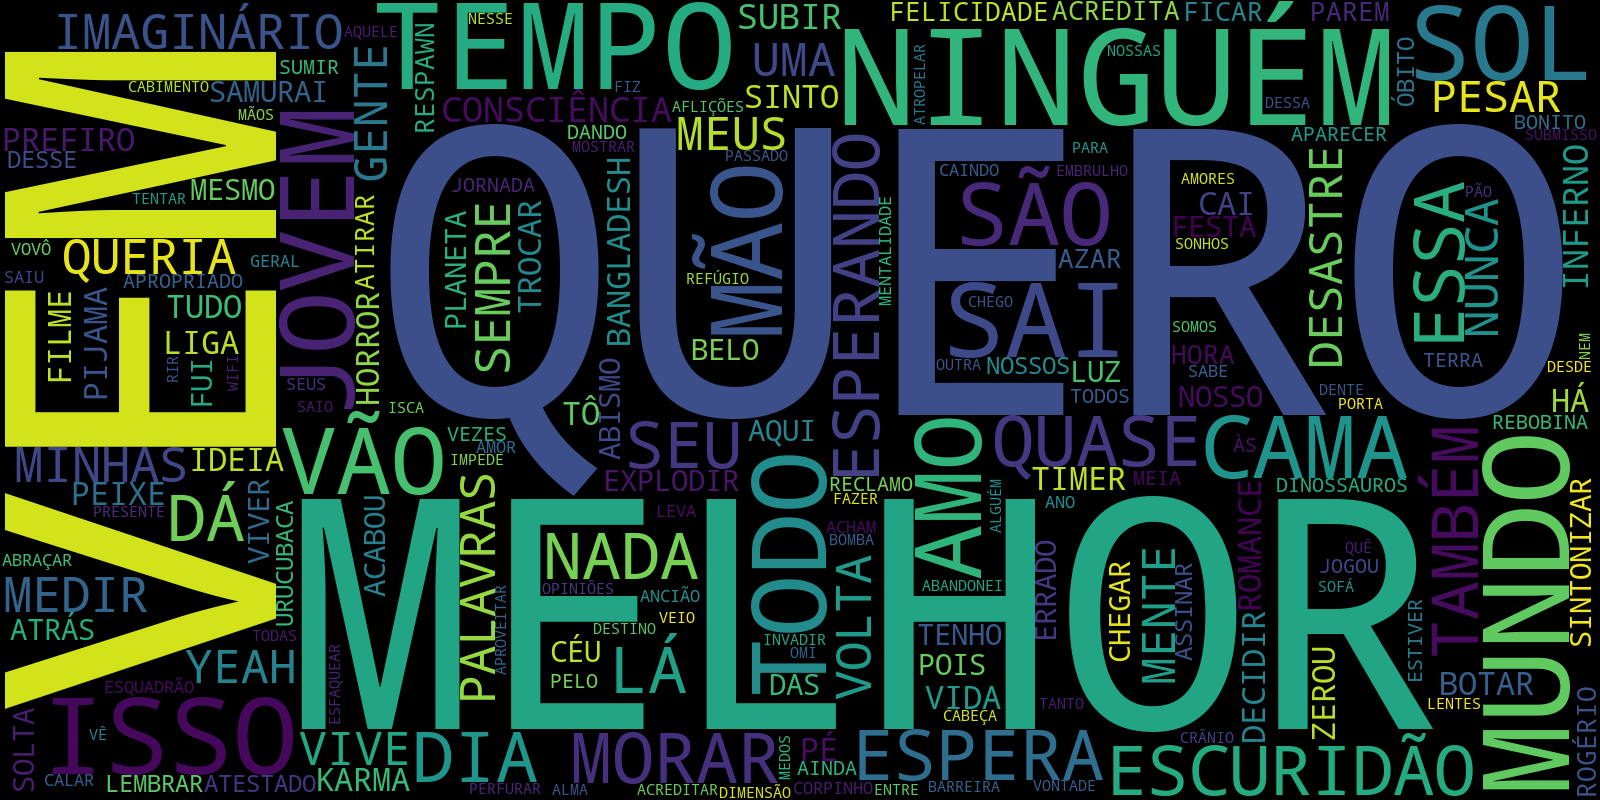 IMAGINÁRIO
AQUELE
TEMPO
NESSE
SUBIR
FELICIDADE
ACREDITA
FICAR
PAREM
SOL
VEM
CABIMENTO
SUMIR
SAMURAI
MÃOS
GENTE
RESPAWN
FIZ
UMA
NINGUÉM
ATROPELAR
NOSSAS
DESSA
ÓBITO
PESAR
PREFIRO
DESSE
CONSCIÊNCIA
AFLIÇÕES
SINTO
BONITO
SUBMISSO
TENTAR
MESMO
JOVEM
QUERO
DANDO
MOSTRAR
MEUS
PASSADO
ESPERANDO
PARA
APARECER
DESASTRE
INFERNO
VOVÔ
QUERIA
GERAL
ATIRAR
JORNADA
BANGLADESH
MÃO
MENTALIDADE
CAINDO
EMBRULHO
SÃO
AMORES
CAI
FESTA
SONHOS
PÃO
ESSA
NUNCA
SAIU
APROPRIADO
FILME
PIJAMA
TUDO
LIGA
HORROR
PLANETA
SEMPRE
TROCAR
REFÚGIO
AZAR
SAI
CHEGO
SOMOS
RIR
FUI
WIFI
SEUS
SAIO
ISCA
BELO
OUTRA
NOSSOS
LUZ
TODOS
HORA
SABE
NOSSO
TERRA
DENTE
PORTA
NEM
DESDE
HÁ
REBOBINA
TÔ
ABISMO
VÃO
VEZES
AMOR
IMPEDE
SEU
AQUI
AMO
QUASE
CAMA
ÀS
MINHAS
IDEIA
EXPLODIR
RECLAMO
FAZER
TIMER
MEIA
DINOSSAUROS
TAMBÉM
MUNDO
SINTONIZAR
PEIXE
PRESENTE
DÁ
VIVER
URUCUBACA
ACABOU
MELHOR
PALAVRAS
LEVA
TODO
ACHAM
BOMBA
ALGUÉM
ANO
ROMANCE
ABRAÇAR
MEDIR
ATRÁS
TODAS
NADA
OPINIÕES
ANCIÃO
VEIO
DESTINO
APROVEITAR
VOLTA
ABANDONEI
ERRADO
CHEGAR
MENTE
ASSINAR
QUÊ
JOGOU
SOFÁ
ESTIVER
YEAH
ESQUADRÃO
ESFAQUEAR
CÉU
PELO
LÁ
INVADIR
OMI
DAS
TENHO
POIS
VIDA
CABEÇA
TANTO
DECIDIR
ZEROU
BOTAR
LENTES
ROGÉRIO
SOLTA
ISSO
VÊ
CALAR
LEMBRAR
ATESTADO
VIVE
KARMA
DIA
PERFURAR
ALMA
MORAR
ACREDITAR
MEDOS
DIMENSÃO
PÉ
AINDA
CORPINHO
ENTRE
ESPERA
BARREIRA
VONTADE
CRÂNIO
ESCURIDÃO